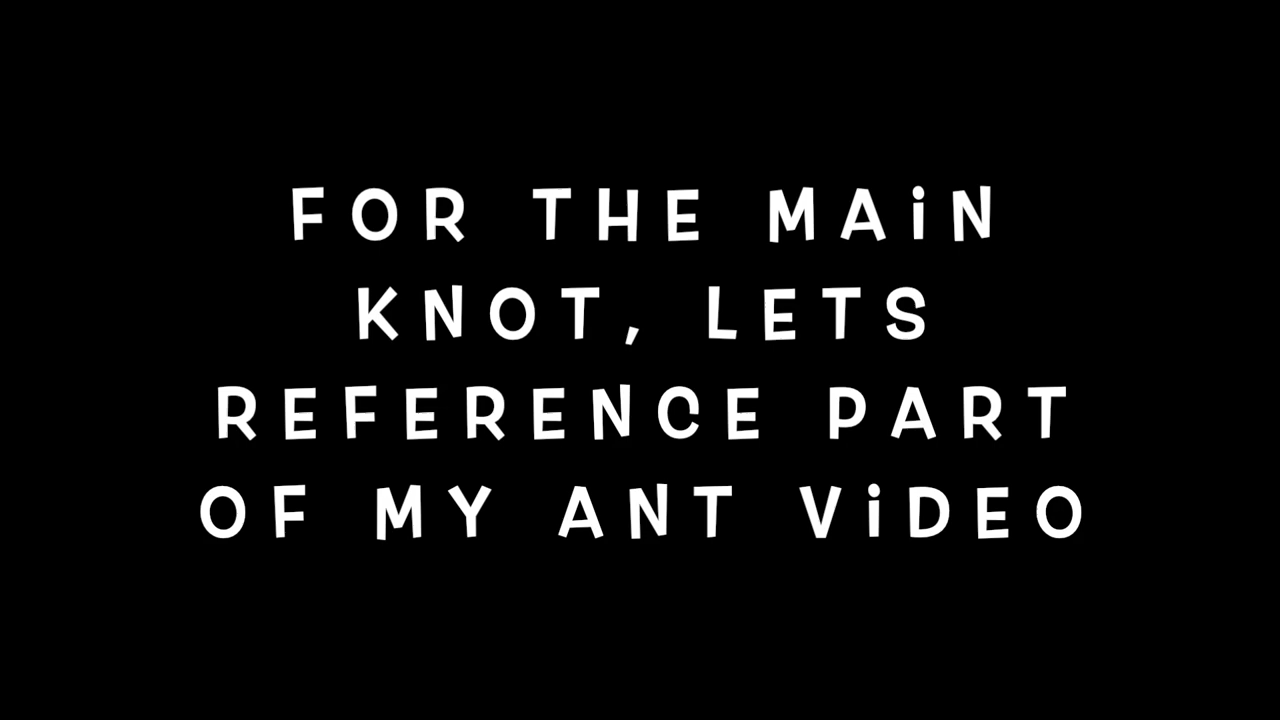 FOR THE MAiN
KNOT, LETS
REFERENCE PART
OF MY ANT ViDEO